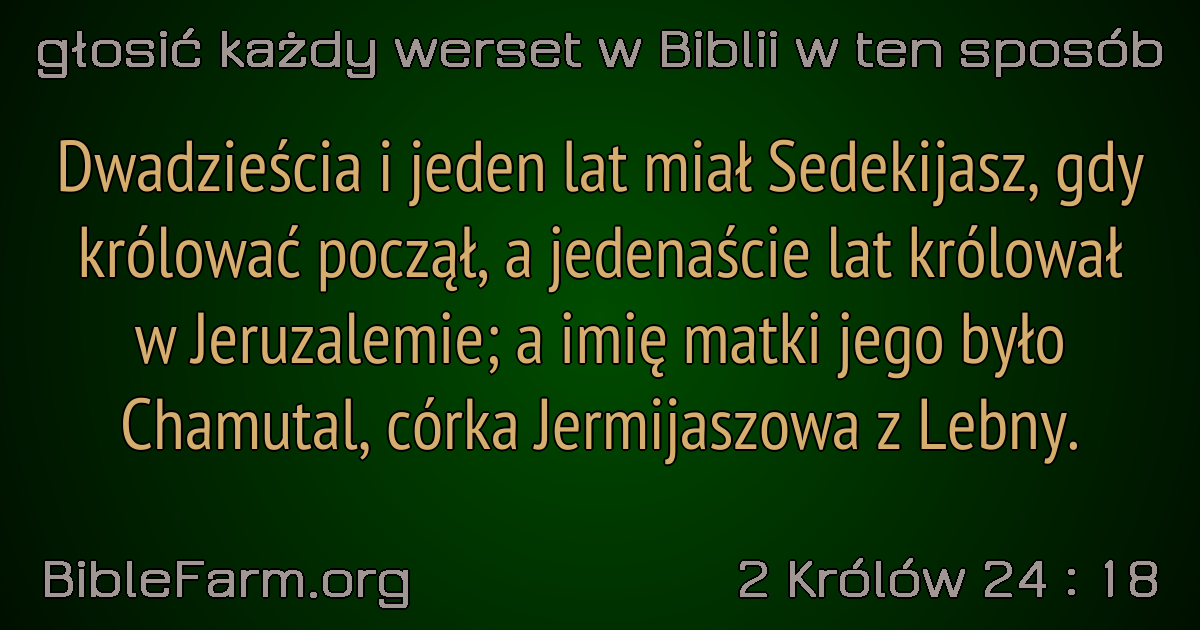 głosić każdy werset w Biblii w ten sposób
Dwadzieścia i jeden lat miał Sedekijasz, gdy
królować począł, a jedenaście lat królował
w Jeruzalemie; a imię matki jego było
Chamutal, córka Jermijaszowa z Lebny.
BibleFarm.org
2 Królów 24 : 18